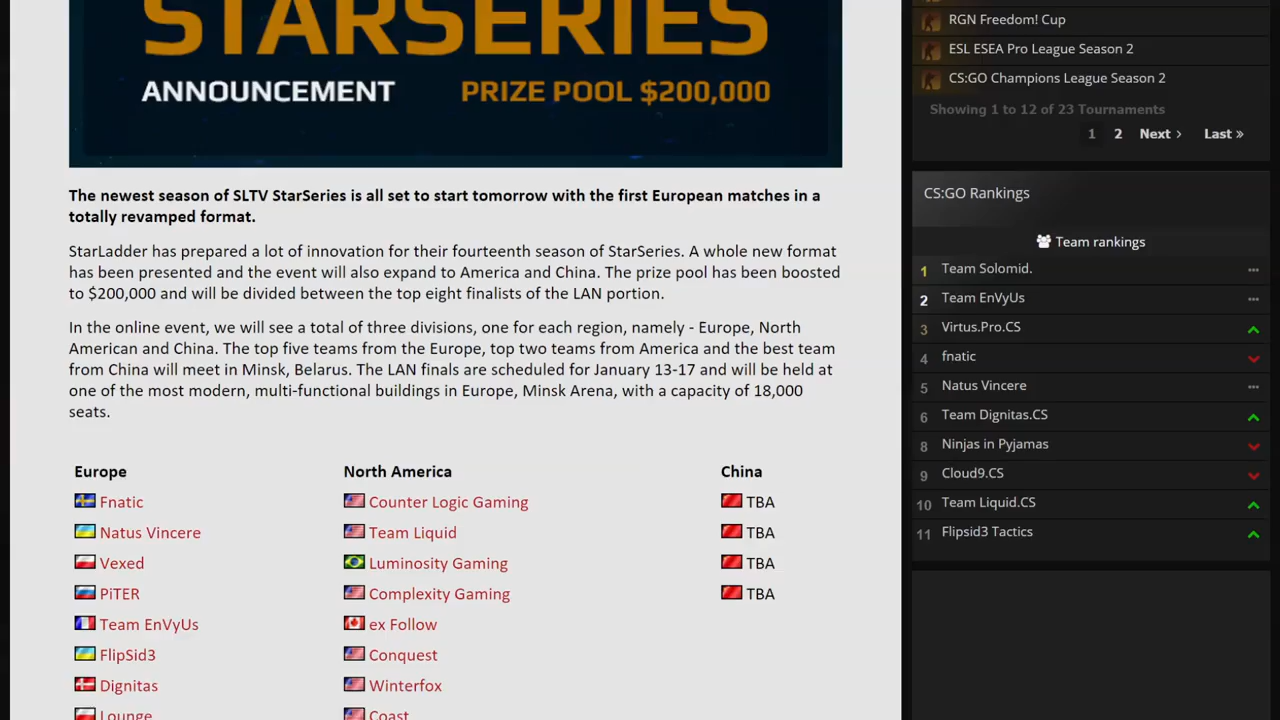 STARSERIES
ANNOUNCEMENT PRIZE POOL $200,000
The newest season of SLTV StarSeries is all set to start tomorrow with the first European matches in a
totally revamped format.
StarLadder has prepared a lot of innovation for their fourteenth season of StarSeries. A whole new format
has been presented and the event will also expand to America and China. The prize pool has been boosted
to $200,000 and will be divided between the top eight finalists of the LAN portion.
In the online event, we will see a total of three divisions, one for each region, namely - Europe, North
American and China. The top five teams from the Europe, top two teams from America and the best team
from China will meet in Minsk, Belarus. The LAN finals are scheduled for January 13-17 and will be held at
one of the most modern, multi-functional buildings in Europe, Minsk Arena, with a capacity of 18,000
seats.
Europe North America China
Fnatic Counter Logic Gaming TBA
Natus Vincere Team Liquid TBA
Vexed Luminosity Gaming TBA
PiTER Complexity Gaming TBA
Team EnVyUs ex Follow
FlipSid3 Conquest
Dignitas Winterfox
Lounge Coast
RGN Freedom! Cup
ESL ESEA Pro League Season 2
CS:GO Champions League Season 2
Showing 1 to 12 of 23 Tournaments
1 2 Next › Last »
CS:GO Rankings
Team rankings
1 Team Solomid.
2 Team EnVyUs
3 Virtus.Pro.CS
4 fnatic
5 Natus Vincere
6 Team Dignitas.CS
8 Ninjas in Pyjamas
9 Cloud9.CS
10 Team Liquid.CS
11 Flipsid3 Tactics